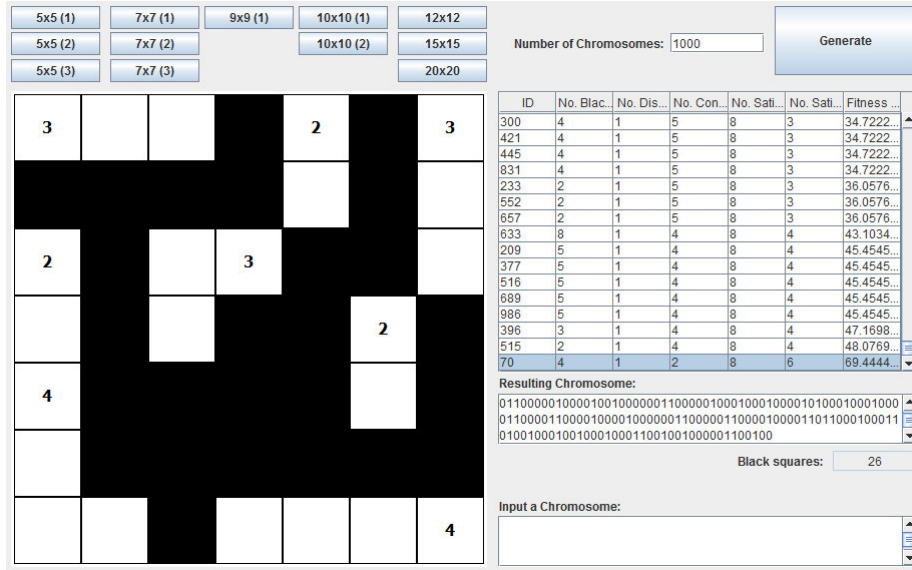 5x5 (1) 7x7 (1) 9x9 (1) 10x10 (1) 12x12
5x5 (2) 7x7 (2) 10x10 (2) 15x15
5x5 (3) 7x7 (3) 20x20
Number of Chromosomes: 1000
Generate
3 2 3
2 3
2
4
4
ID No. Blac... No. Dis... No. Con... No. Sati... No. Sati... Fitness ...
300 4 1 5 8 3 34.7222...
421 4 1 5 8 3 34.7222...
445 4 1 5 8 3 34.7222...
831 4 1 5 8 3 34.7222...
233 2 1 5 8 3 36.0576...
552 2 1 5 8 3 36.0576...
657 2 1 5 8 3 36.0576...
633 8 1 4 8 4 43.1034...
209 5 1 4 8 4 45.4545...
377 5 1 4 8 4 45.4545...
516 5 1 4 8 4 45.4545...
689 5 1 4 8 4 45.4545...
986 5 1 4 8 4 45.4545...
396 3 1 4 8 4 47.1698...
515 2 1 4 8 4 48.0769...
70 4 1 2 8 6 69.4444...
Resulting Chromosome:
0110000010000100100000011000001000100010000101000100010000
0110000110000100001000000110000011000010000110110001000110
10010001001000100011001001000001100100
Black squares: 26
Input a Chromosome: